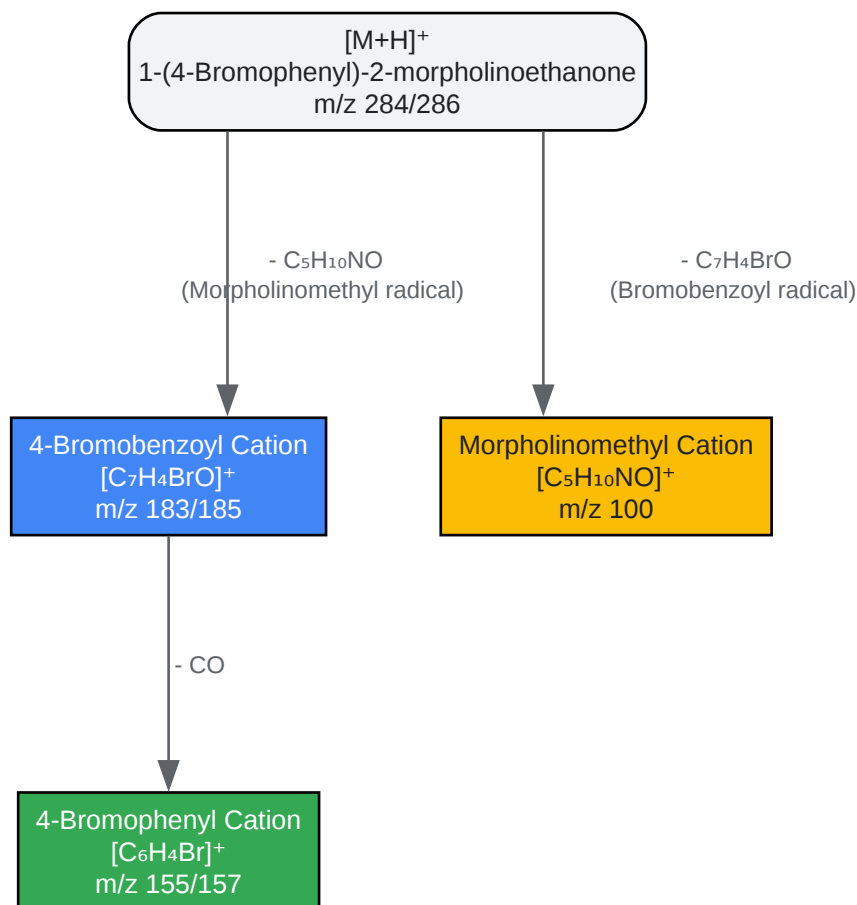 [M+H]⁺
1-(4-Bromophenyl)-2-morpholinoethanone
m/z 284/286
- C₅H₁₀NO
(Morpholinomethyl radical)
- C₇H₄BrO
(Bromobenzoyl radical)
4-Bromobenzoyl Cation
[C₇H₄BrO]⁺
m/z 183/185
Morpholinomethyl Cation
[C₅H₁₀NO]⁺
m/z 100
- CO
4-Bromophenyl Cation
[C₆H₄Br]⁺
m/z 155/157